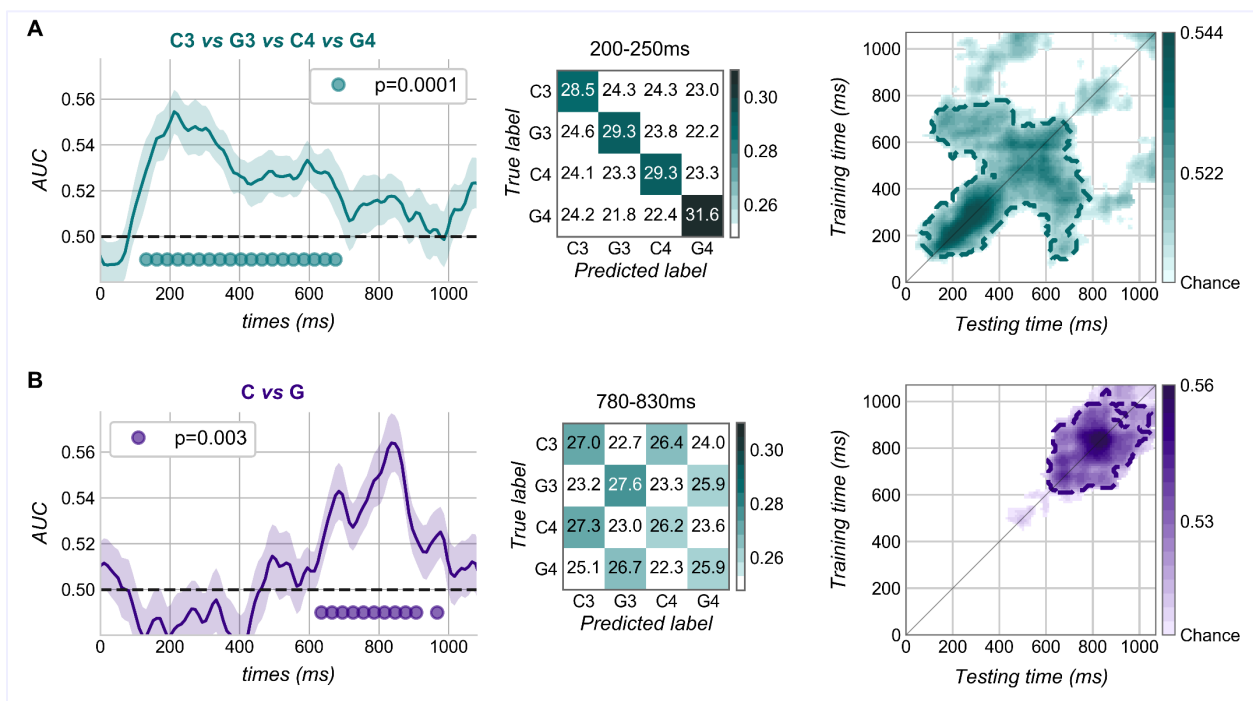 A
C3 vs G3 vs C4 vs G4
p=0.0001
AUC
0.56
0.54
0.52
0.50
0 200 400 600 800 1000
times (ms)
200-250ms
True label
C3 28.5 24.3 24.3 23.0
G3 24.6 29.3 23.8 22.2
C4 24.1 23.3 29.3 23.3
G4 24.2 21.8 22.4 31.6
C3 G3 C4 G4
Predicted label
0.30
0.28
0.26
Training time (ms)
1000
800
600
400
200
0
0 200 400 600 800 1000
Testing time (ms)
0.544
0.522
Chance
B
C vs G
p=0.003
AUC
0.56
0.54
0.52
0.50
0 200 400 600 800 1000
times (ms)
780-830ms
True label
C3 27.0 22.7 26.4 24.0
G3 23.2 27.6 23.3 25.9
C4 27.3 23.0 26.2 23.6
G4 25.1 26.7 22.3 25.9
C3 G3 C4 G4
Predicted label
0.30
0.28
0.26
Training time (ms)
1000
800
600
400
200
0
0 200 400 600 800 1000
Testing time (ms)
0.56
0.53
Chance